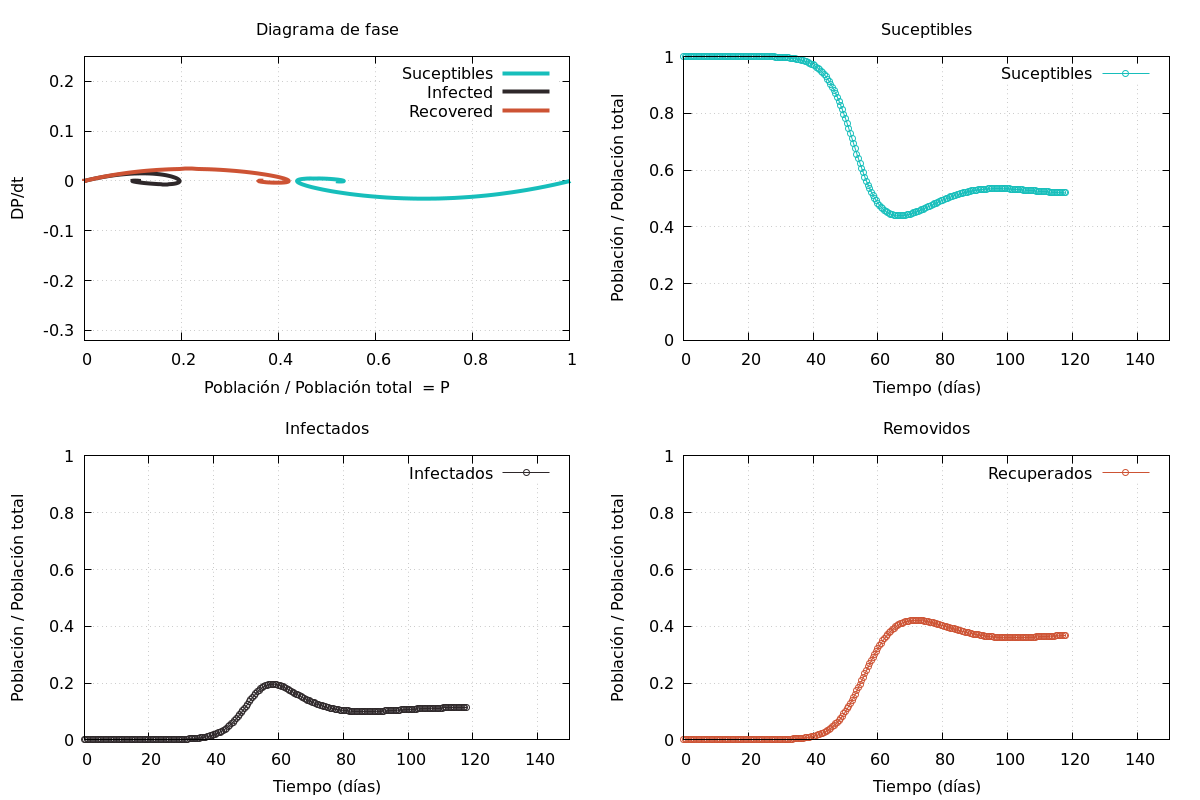 Diagrama de fase
DP/dt
0.2
0.1
0
-0.1
-0.2
-0.3
Suceptibles
Infected
Recovered
0 0.2 0.4 0.6 0.8 1
Población / Población total = P
Suceptibles
Población / Población total
1
0.8
0.6
0.4
0.2
0
Suceptibles
0 20 40 60 80 100 120 140
Tiempo (días)
Infectados
Población / Población total
1
0.8
0.6
0.4
0.2
0
Infectados
0 20 40 60 80 100 120 140
Tiempo (días)
Removidos
Población / Población total
1
0.8
0.6
0.4
0.2
0
Recuperados
0 20 40 60 80 100 120 140
Tiempo (días)